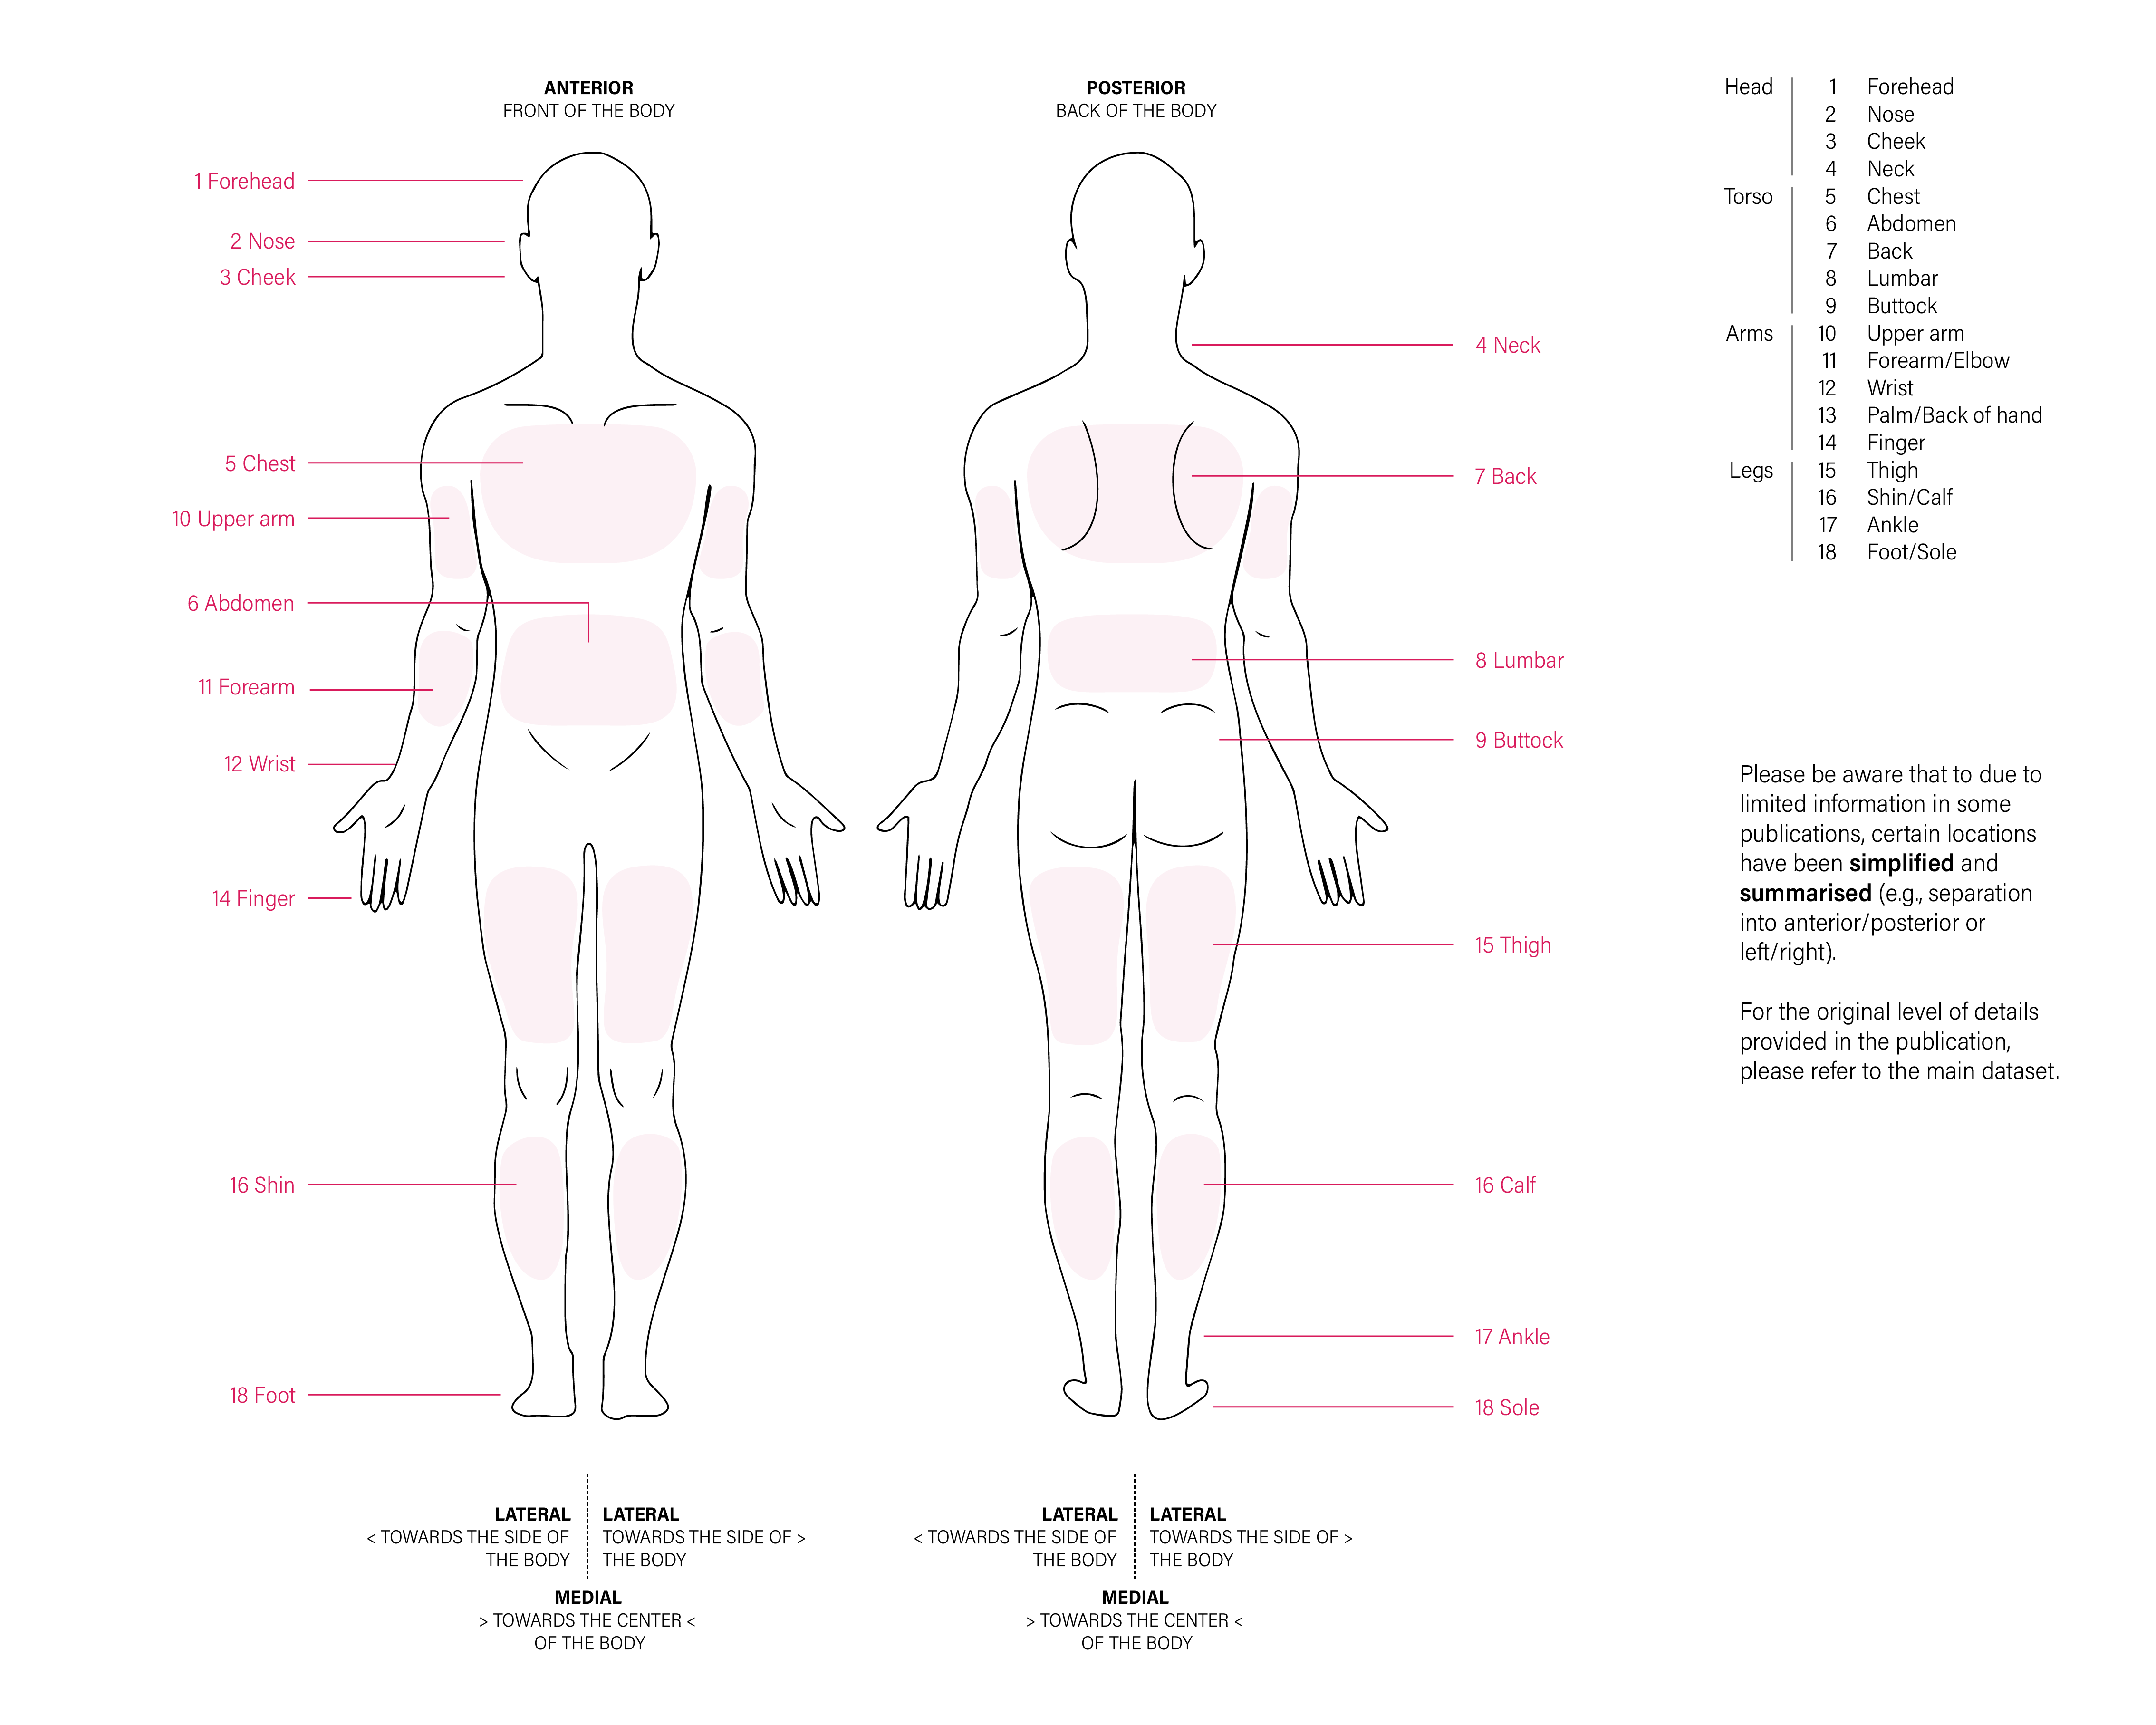 ANTERIOR
FRONT OF THE BODY
1 Forehead
2 Nose
3 Cheek
5 Chest
10 Upper arm
6 Abdomen
11 Forearm
12 Wrist
14 Finger
16 Shin
18 Foot
LATERAL
< TOWARDS THE SIDE OF
THE BODY
LATERAL
TOWARDS THE SIDE OF >
THE BODY
MEDIAL
> TOWARDS THE CENTER <
OF THE BODY
POSTERIOR
BACK OF THE BODY
4 Neck
7 Back
8 Lumbar
9 Buttock
15 Thigh
16 Calf
17 Ankle
18 Sole
LATERAL
< TOWARDS THE SIDE OF
THE BODY
LATERAL
TOWARDS THE SIDE OF >
THE BODY
MEDIAL
> TOWARDS THE CENTER <
OF THE BODY
Head 1 Forehead
2 Nose
3 Cheek
4 Neck
Torso 5 Chest
6 Abdomen
7 Back
8 Lumbar
9 Buttock
Arms 10 Upper arm
11 Forearm/Elbow
12 Wrist
13 Palm/Back of hand
14 Finger
Legs 15 Thigh
16 Shin/Calf
17 Ankle
18 Foot/Sole
Please be aware that to due to
limited information in some
publications, certain locations
have been simplified and
summarised (e.g., separation
into anterior/posterior or
left/right).
For the original level of details
provided in the publication,
please refer to the main dataset.